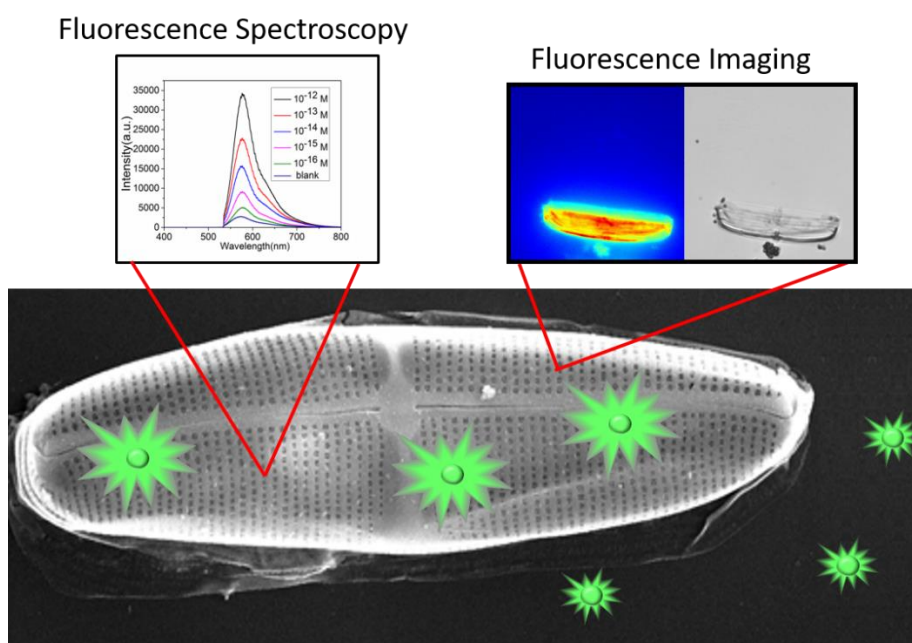 Fluorescence Spectroscopy
Fluorescence Imaging
35000
30000
25000
20000
15000
10000
5000
0
Intensity(a.u.)
10⁻¹² M
10⁻¹³ M
10⁻¹⁴ M
10⁻¹⁵ M
10⁻¹⁶ M
blank
400 500 600 700 800
Wavelength(nm)